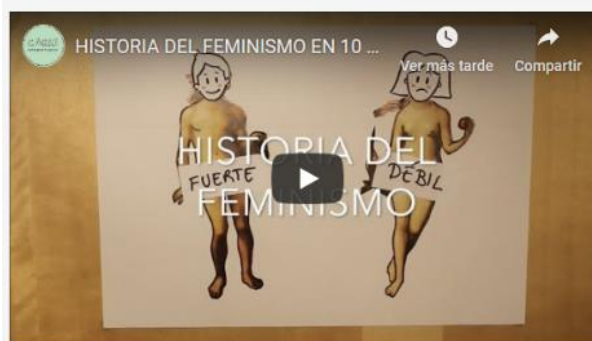 HISTORIA DEL FEMINISMO EN 10 ...
Ver más tarde
Compartir
HISTORIA DEL
FUERTE
DÉBIL
FEMINISMO